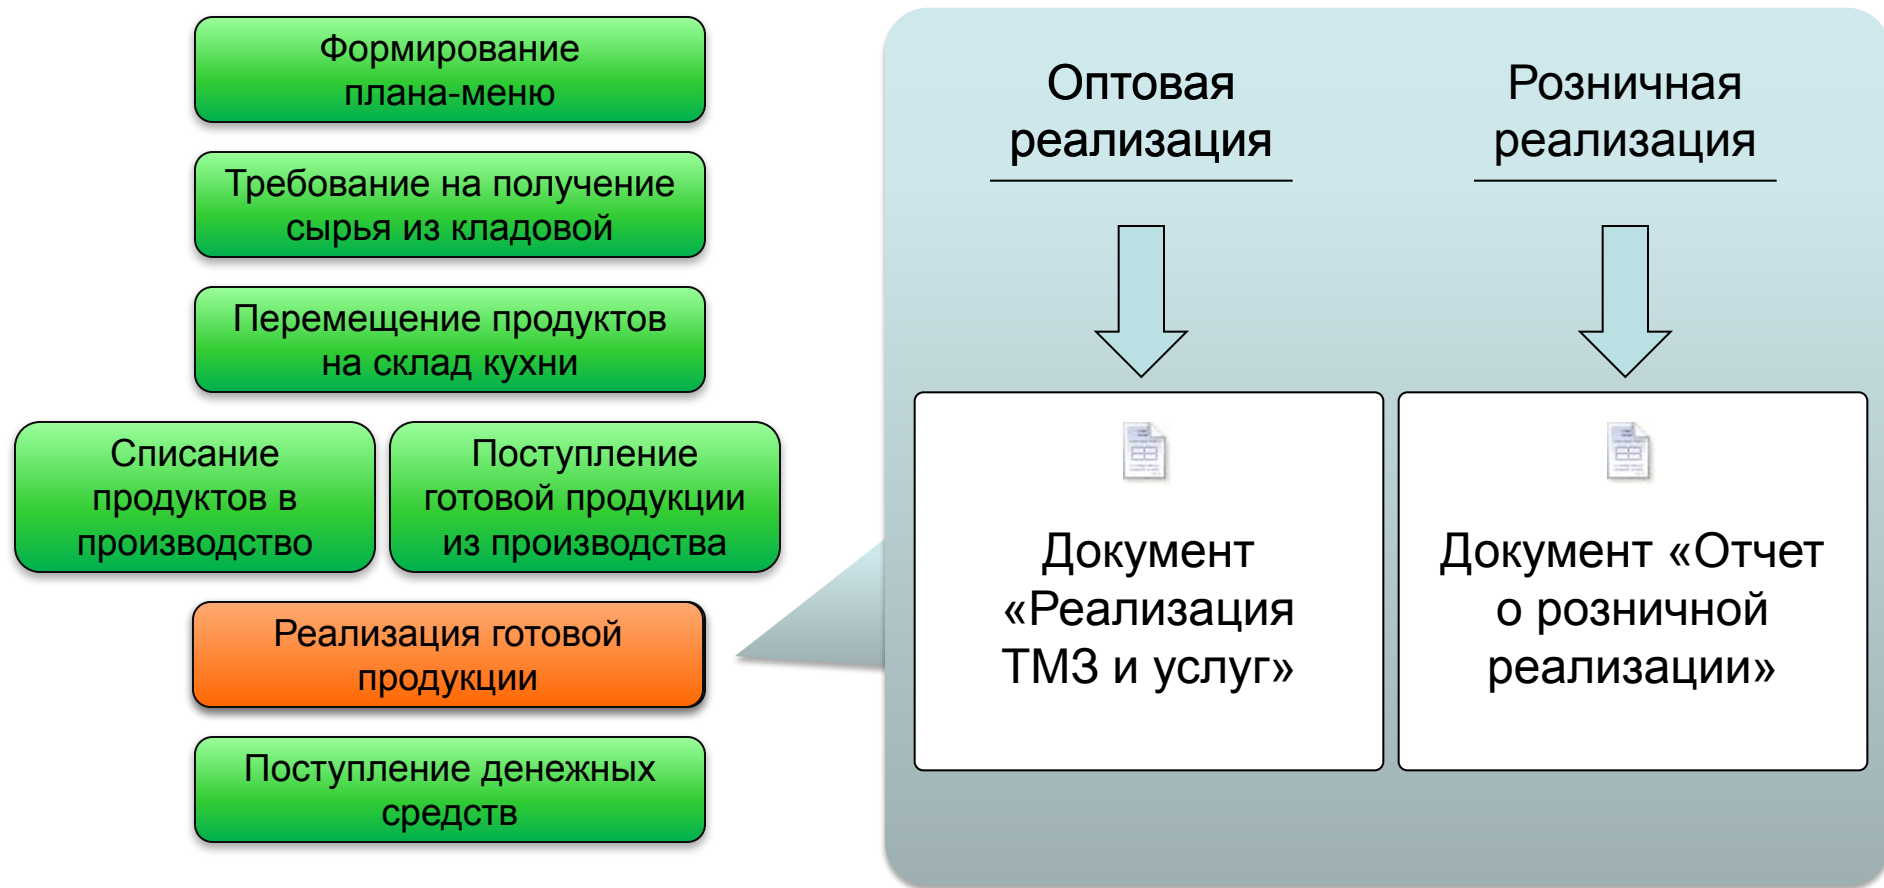 Формирование
плана-меню
Требование на получение
сырья из кладовой
Перемещение продуктов
на склад кухни
Списание
продуктов в
производство
Поступление
готовой продукции
из производства
Реализация готовой
продукции
Поступление денежных
средств
Оптовая
реализация
Розничная
реализация
Документ
«Реализация
ТМЗ и услуг»
Документ «Отчет
о розничной
реализации»